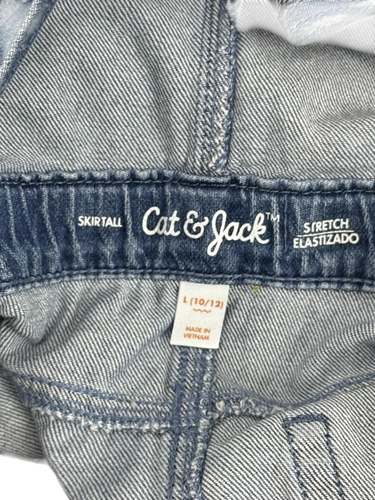 SKIRTALL
Cat & Jack™
STRETCH
ELASTIZADO
L (10/12)
MADE IN
VIETNAM